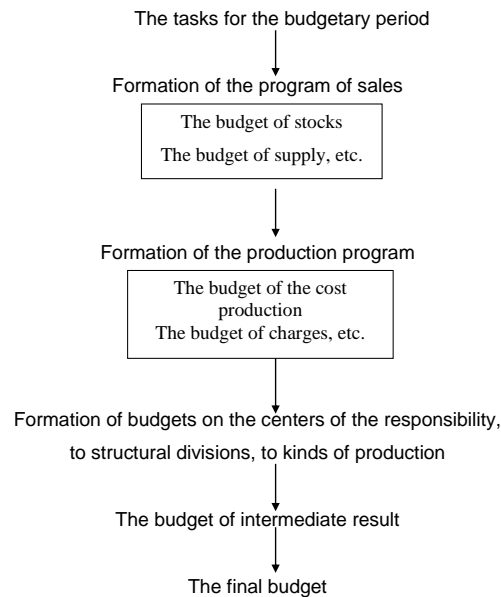 The tasks for the budgetary period
Formation of the program of sales
The budget of stocks
The budget of supply, etc.
Formation of the production program
The budget of the cost
production
The budget of charges, etc.
Formation of budgets on the centers of the responsibility,
to structural divisions, to kinds of production
The budget of intermediate result
The final budget